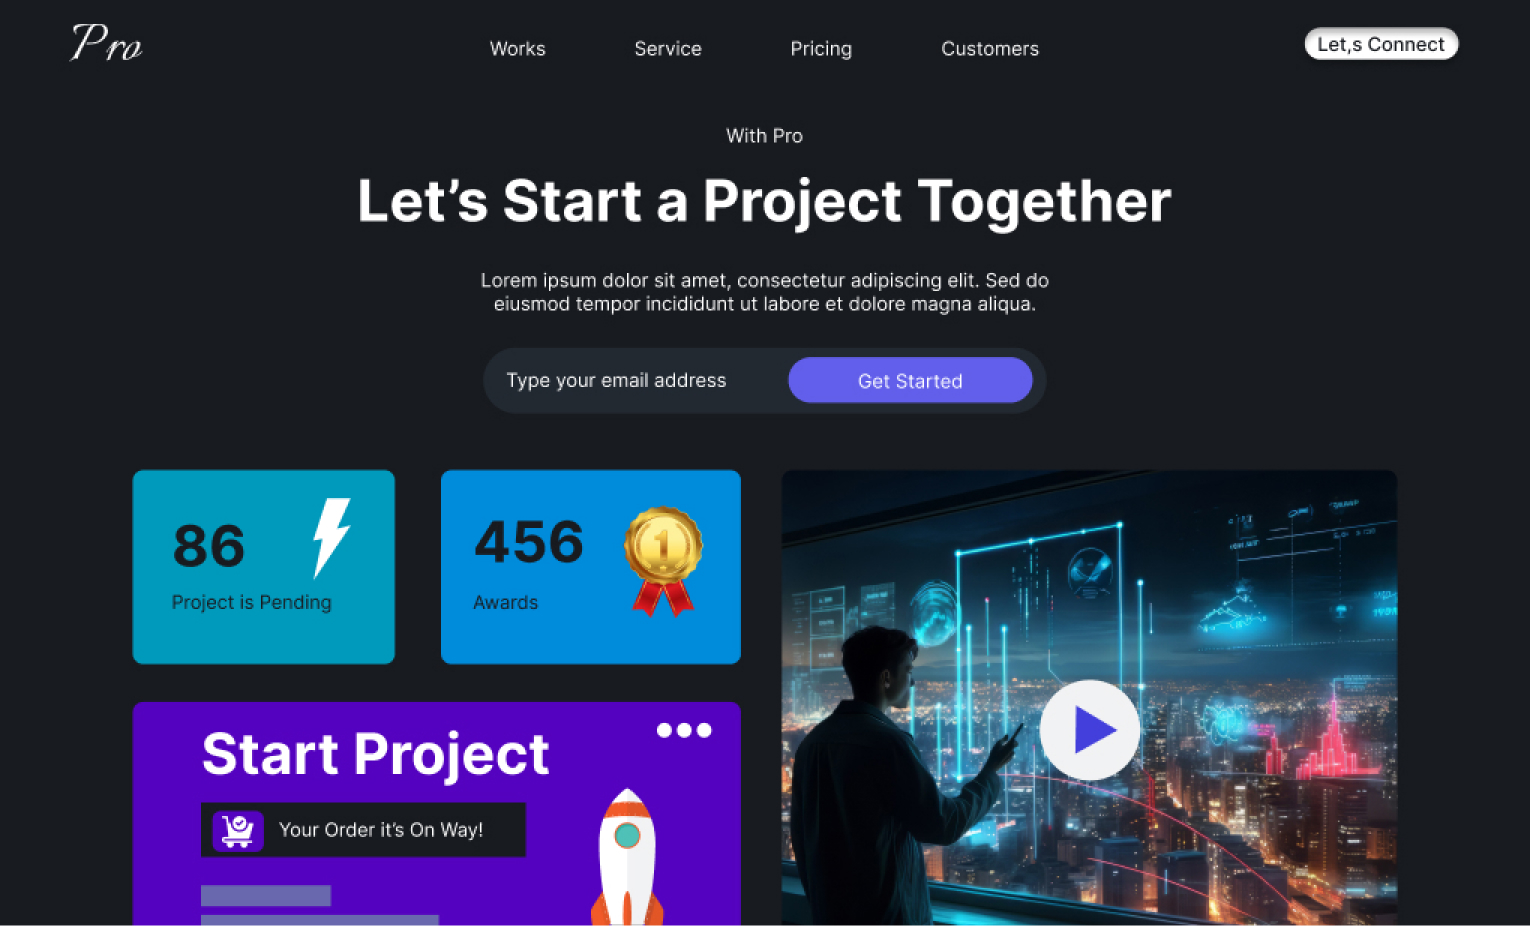 Pro
Works
Service
Pricing
Customers
Let,s Connect
With Pro
Let’s Start a Project Together
Lorem ipsum dolor sit amet, consectetur adipiscing elit. Sed do
eiusmod tempor incididunt ut labore et dolore magna aliqua.
Type your email address
Get Started
86
Project is Pending
456
Awards
1
Start Project
Your Order it’s On Way!